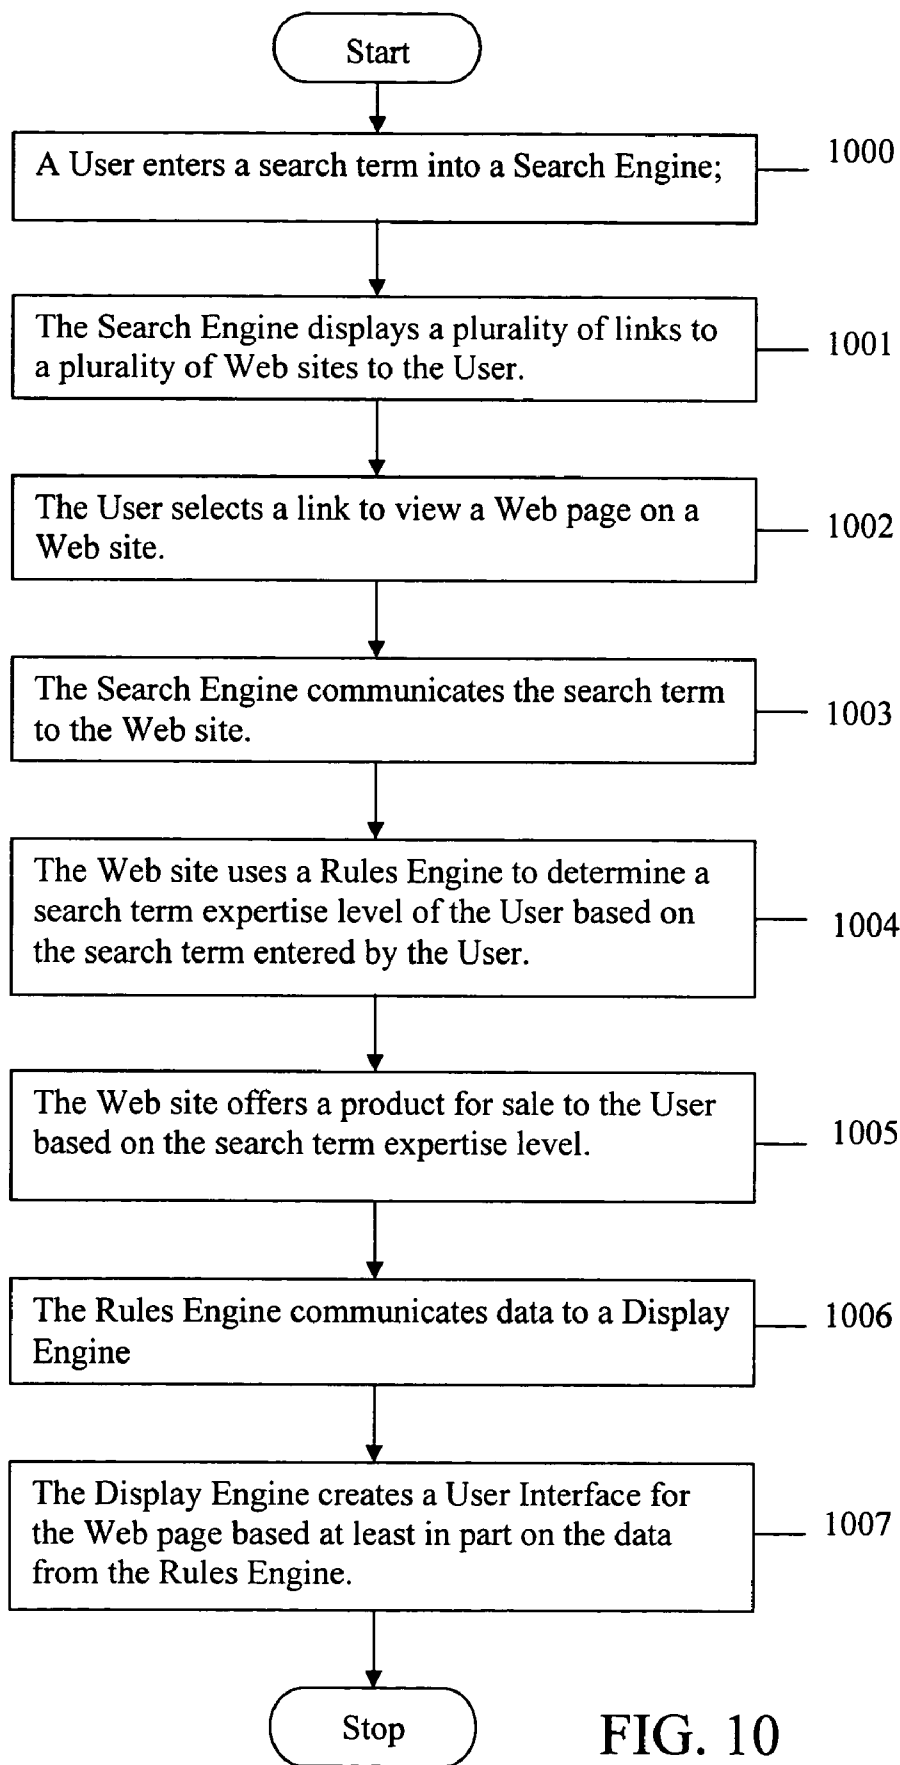 Start
A User enters a search term into a Search Engine;
1000
The Search Engine displays a plurality of links to
a plurality of Web sites to the User.
1001
The User selects a link to view a Web page on a
Web site.
1002
The Search Engine communicates the search term
to the Web site.
1003
The Web site uses a Rules Engine to determine a
search term expertise level of the User based on
the search term entered by the User.
1004
The Web site offers a product for sale to the User
based on the search term expertise level.
1005
The Rules Engine communicates data to a Display
Engine
1006
The Display Engine creates a User Interface for
the Web page based at least in part on the data
from the Rules Engine.
1007
Stop
FIG. 10